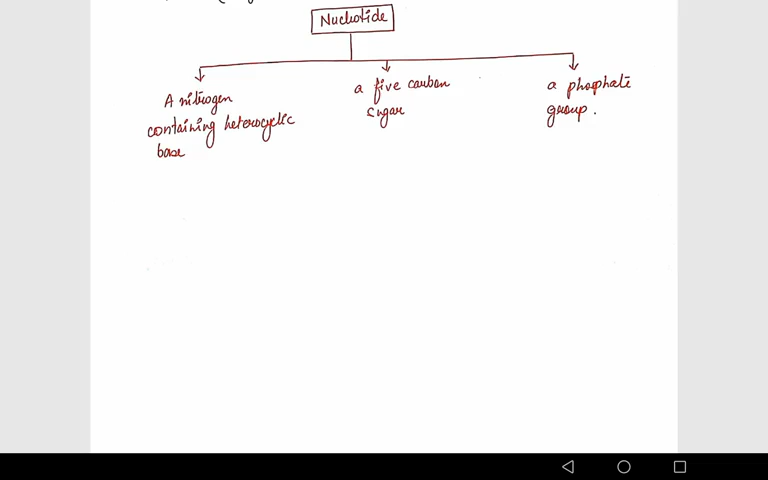 Nucleotide
A nitrogen
containing heterocyclic
base
a five carbon
sugar
a phosphate
group.